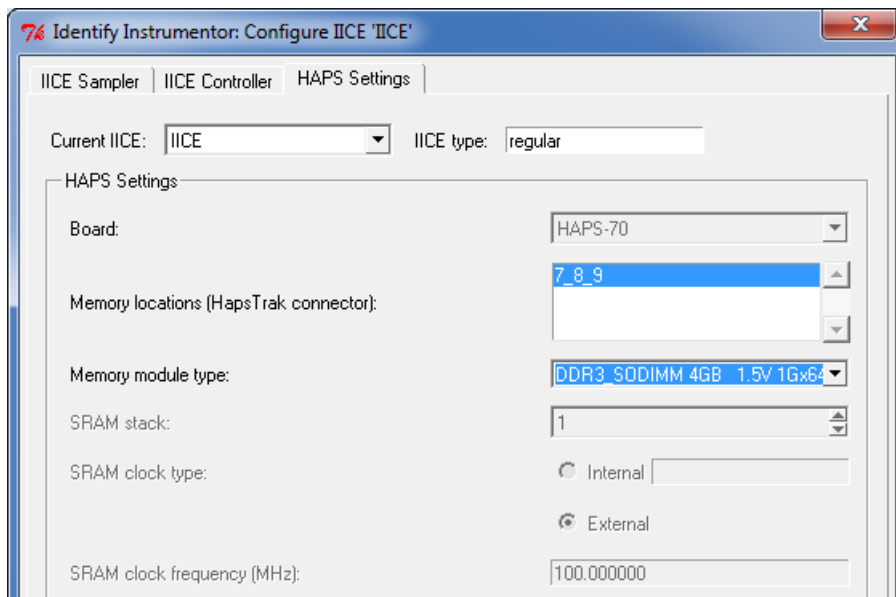 Identify Instrumentor: Configure IICE 'IICE'
IICE Sampler IICE Controller HAPS Settings
Current IICE: IICE IICE type: regular
HAPS Settings
Board: HAPS-70
7_8_9
Memory locations (HapsTrak connector):
Memory module type: DDR3_SODIMM 4GB 1.5V 1Gx64
SRAM stack: 1
SRAM clock type: Internal
External
SRAM clock frequency (MHz): 100.000000